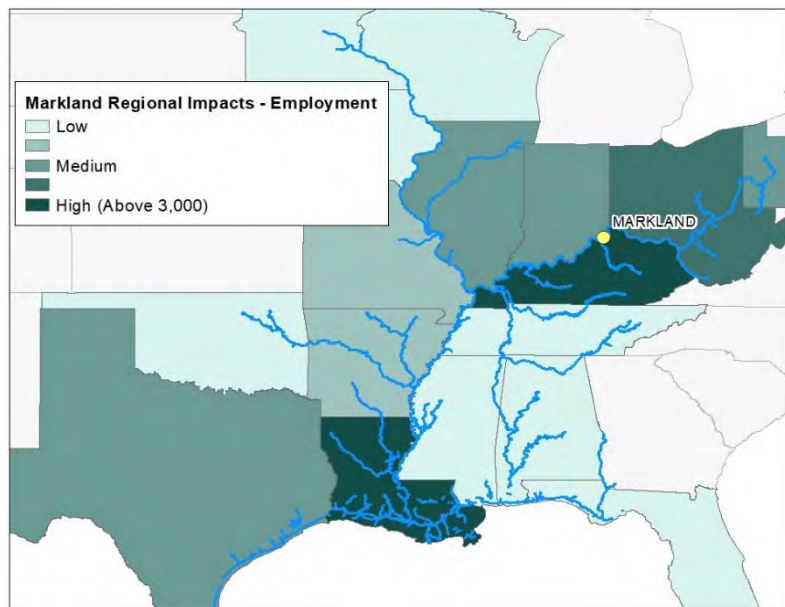 Markland Regional Impacts - Employment
Low
Medium
High (Above 3,000)
MARKLAND